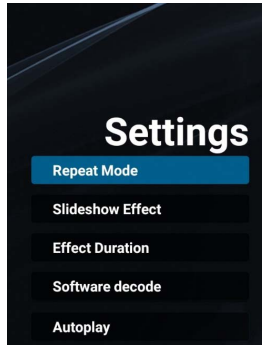 Settings
Repeat Mode
Slideshow Effect
Effect Duration
Software decode
Autoplay